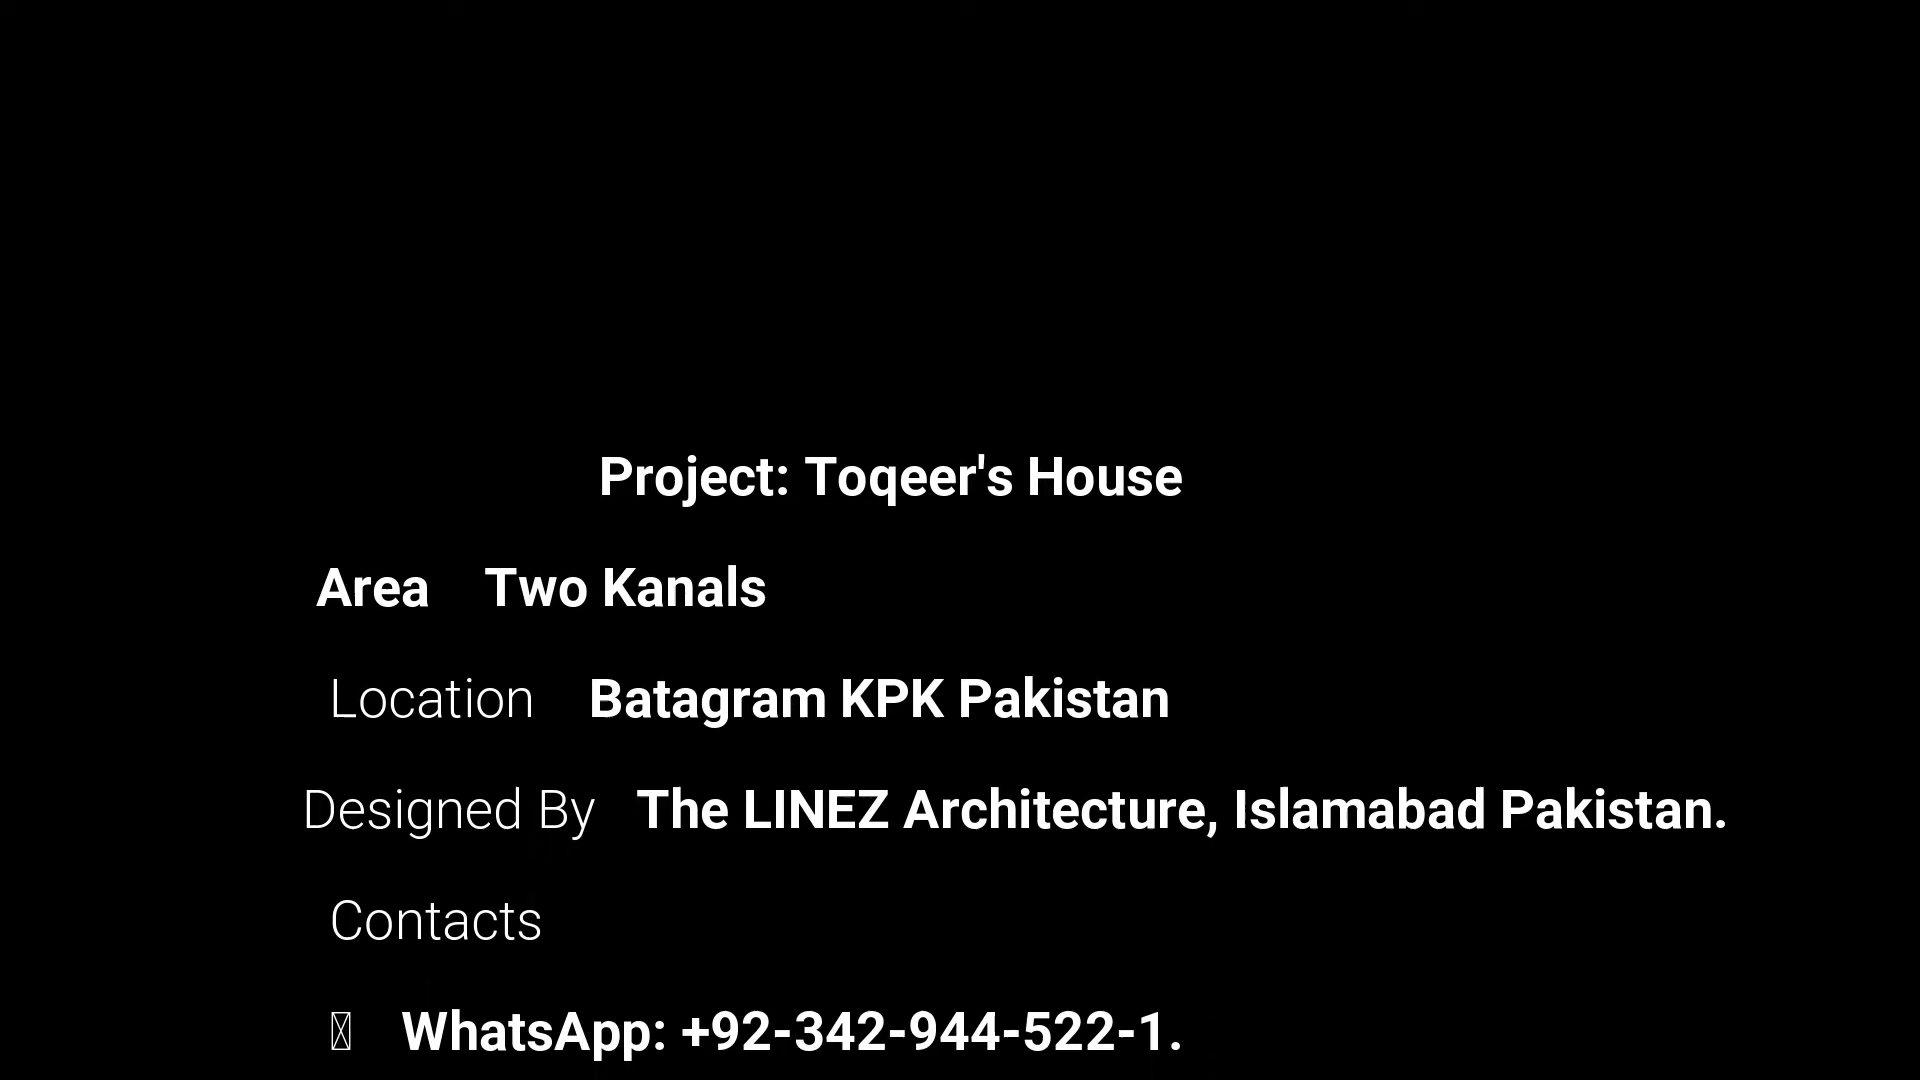 Project: Toqeer's House
Area Two Kanals
Location Batagram KPK Pakistan
Designed By The LINEZ Architecture, Islamabad Pakistan.
Contacts
WhatsApp: +92-342-944-522-1.